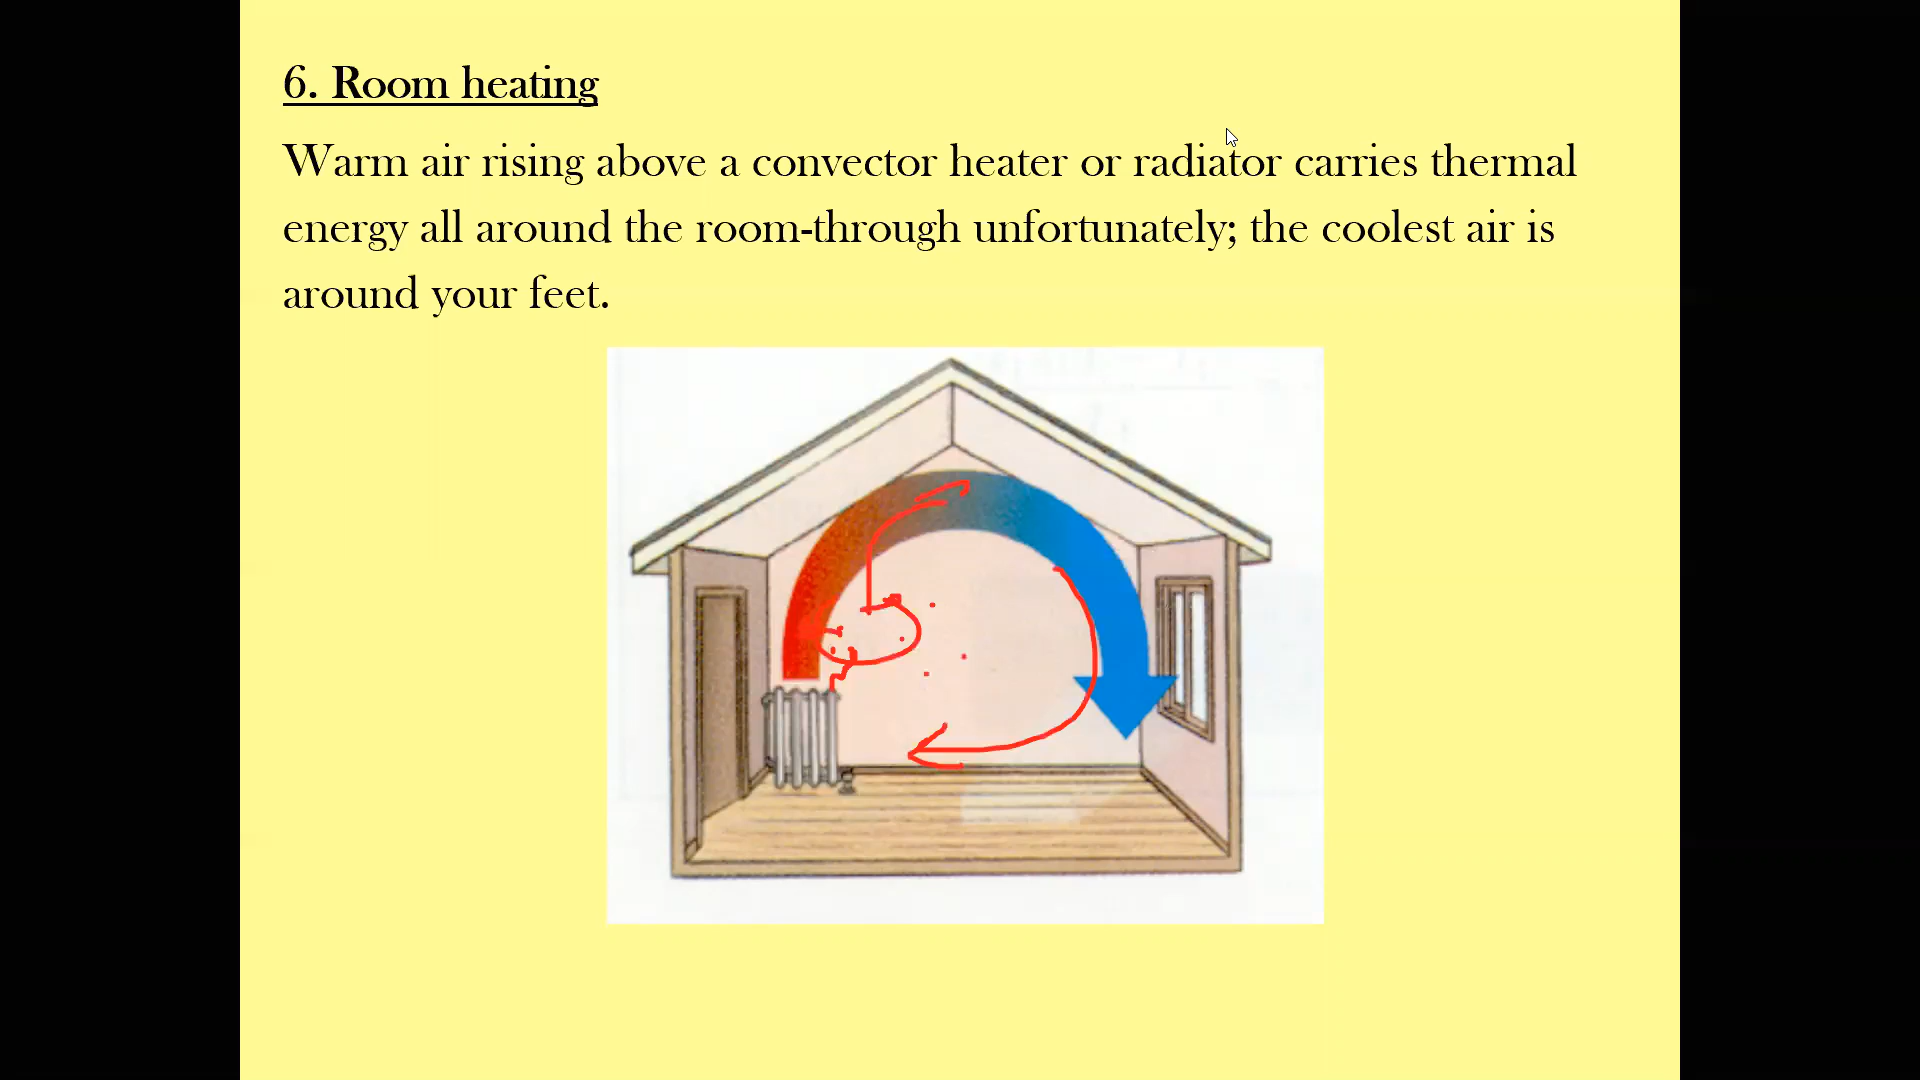 6. Room heating
Warm air rising above a convector heater or radiator carries thermal
energy all around the room-through unfortunately; the coolest air is
around your feet.